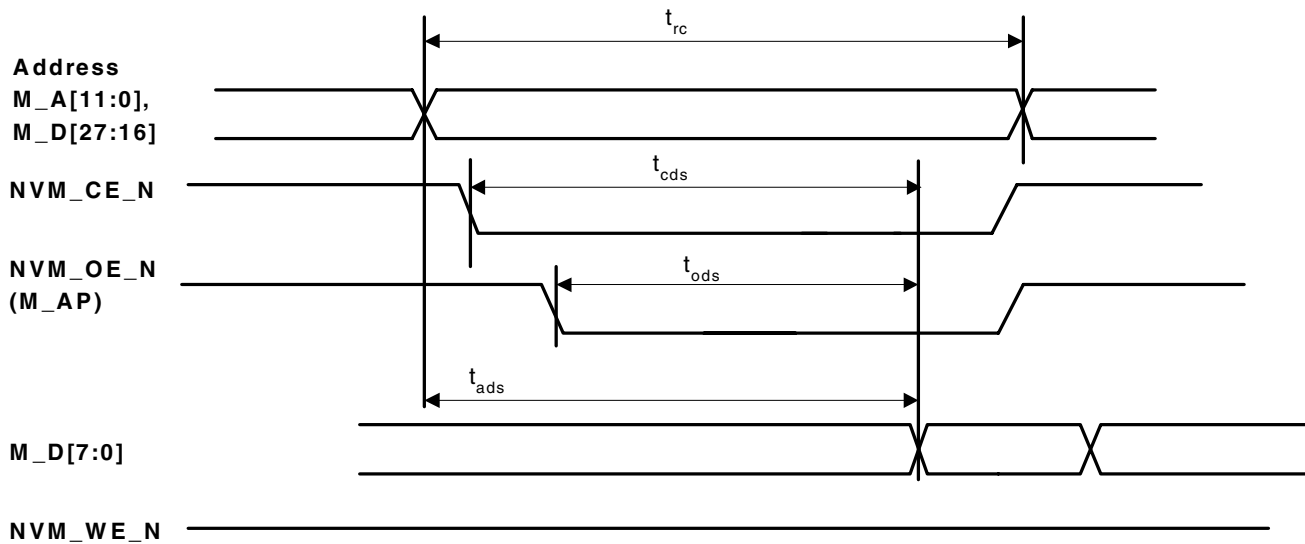 t_rc
Address
M_A[11:0],
M_D[27:16]
t_cds
NVM_CE_N
NVM_OE_N
(M_AP)
t_ods
t_ads
M_D[7:0]
NVM_WE_N